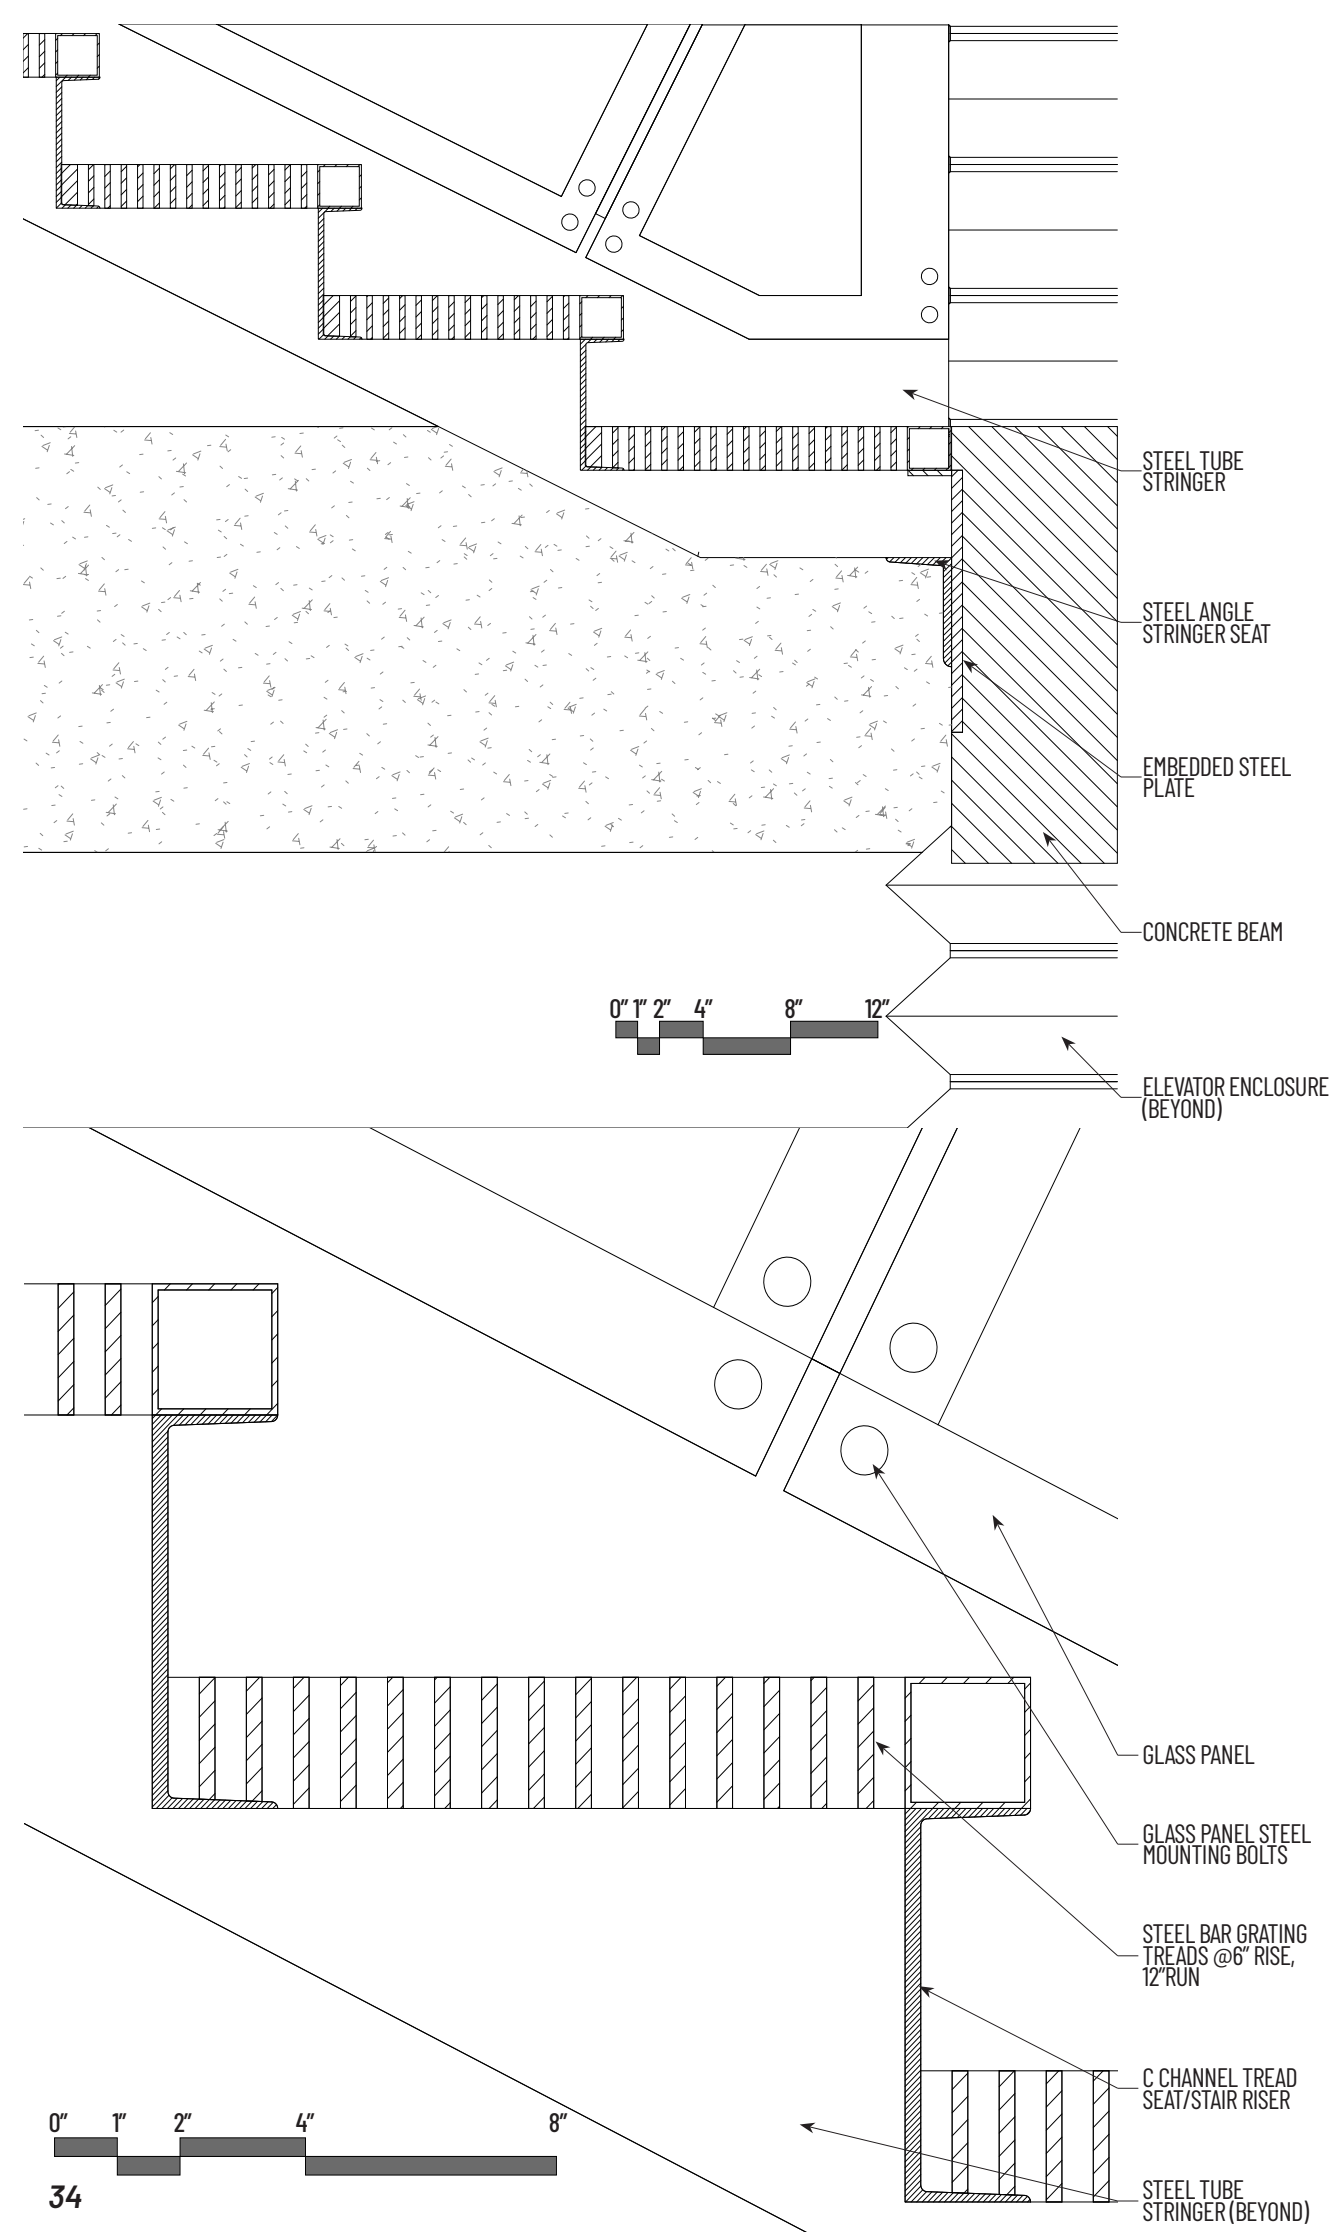 STEEL TUBE
STRINGER
STEEL ANGLE
STRINGER SEAT
EMBEDDED STEEL
PLATE
CONCRETE BEAM
0" 1" 2" 4" 8" 12"
ELEVATOR ENCLOSURE
(BEYOND)
GLASS PANEL
GLASS PANEL STEEL
MOUNTING BOLTS
STEEL BAR GRATING
TREADS @6" RISE,
12"RUN
C CHANNEL TREAD
SEAT/STAIR RISER
0" 1" 2" 4" 8"
STEEL TUBE
STRINGER (BEYOND)
34